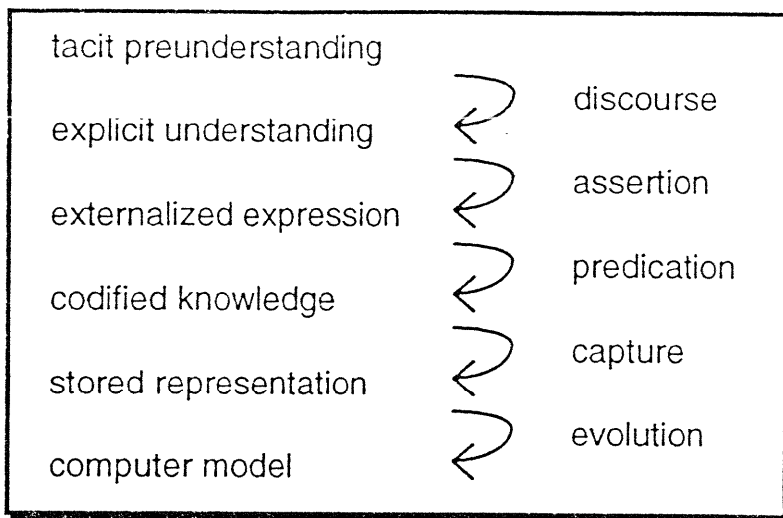 tacit preunderstanding
discourse
explicit understanding
assertion
externalized expression
predication
codified knowledge
capture
stored representation
evolution
computer model